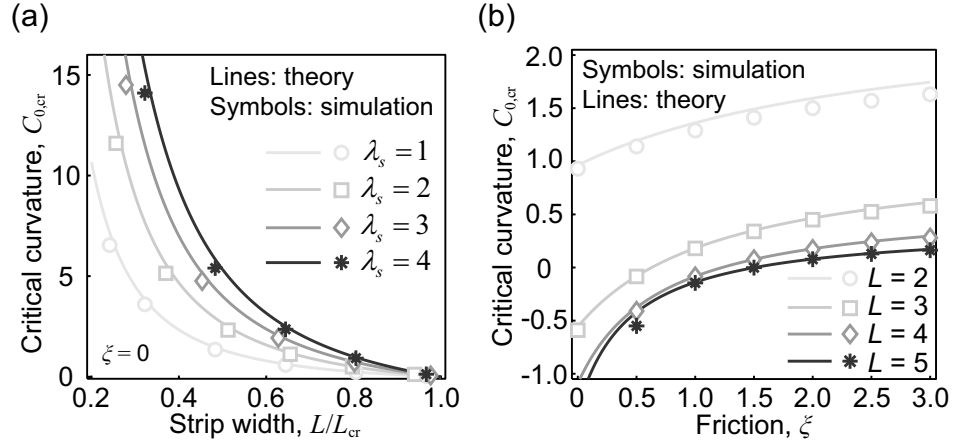 (a)
Critical curvature, C0,cr
15
10
5
0
Lines: theory
Symbols: simulation
λs = 1
λs = 2
λs = 3
λs = 4
ξ = 0
0.2 0.4 0.6 0.8 1.0
Strip width, L/Lcr
(b)
Critical curvature, C0,cr
2.0
1.5
1.0
0.5
0
-0.5
-1.0
Symbols: simulation
Lines: theory
L = 2
L = 3
L = 4
L = 5
0 0.5 1.0 1.5 2.0 2.5 3.0
Friction, ξ